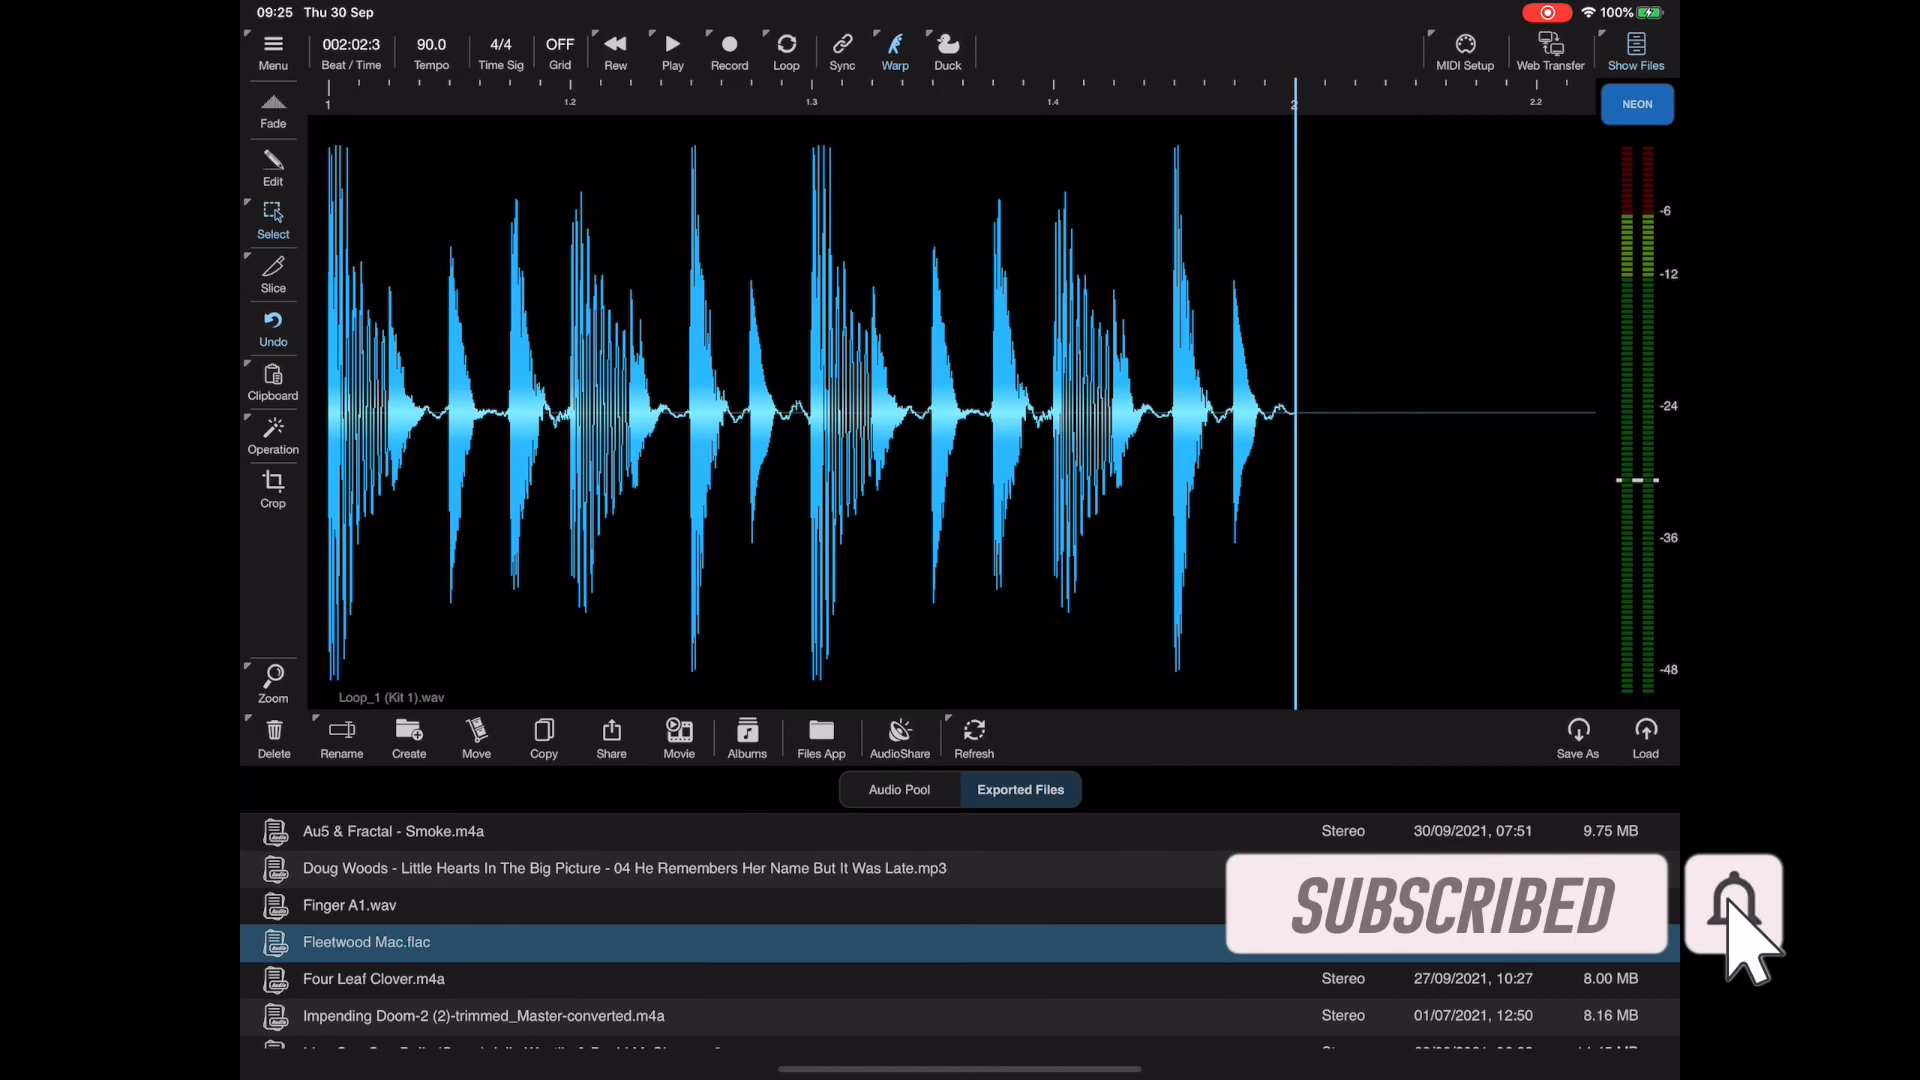 09:25 Thu 30 Sep 100%
002:02:3 90.0 4/4 OFF
Menu Beat / Time Tempo Time Sig Grid Rew Play Record Loop Sync Warp Duck MIDI Setup Web Transfer Show Files
1 1.2 1.3 1.4 2 2.2
NEON
Fade
Edit
Select
Slice
Undo
Clipboard
Operation
Crop
Zoom
-6
-12
-24
-36
-48
Loop_1 (Kit 1).wav
Delete Rename Create Move Copy Share Movie Albums Files App AudioShare Refresh Save As Load
Audio Pool Exported Files
Au5 & Fractal - Smoke.m4a Stereo 30/09/2021, 07:51 9.75 MB
Doug Woods - Little Hearts In The Big Picture - 04 He Remembers Her Name But It Was Late.mp3
Finger A1.wav
Fleetwood Mac.flac
SUBSCRIBED
Four Leaf Clover.m4a Stereo 27/09/2021, 10:27 8.00 MB
Impending Doom-2 (2)-trimmed_Master-converted.m4a Stereo 01/07/2021, 12:50 8.16 MB